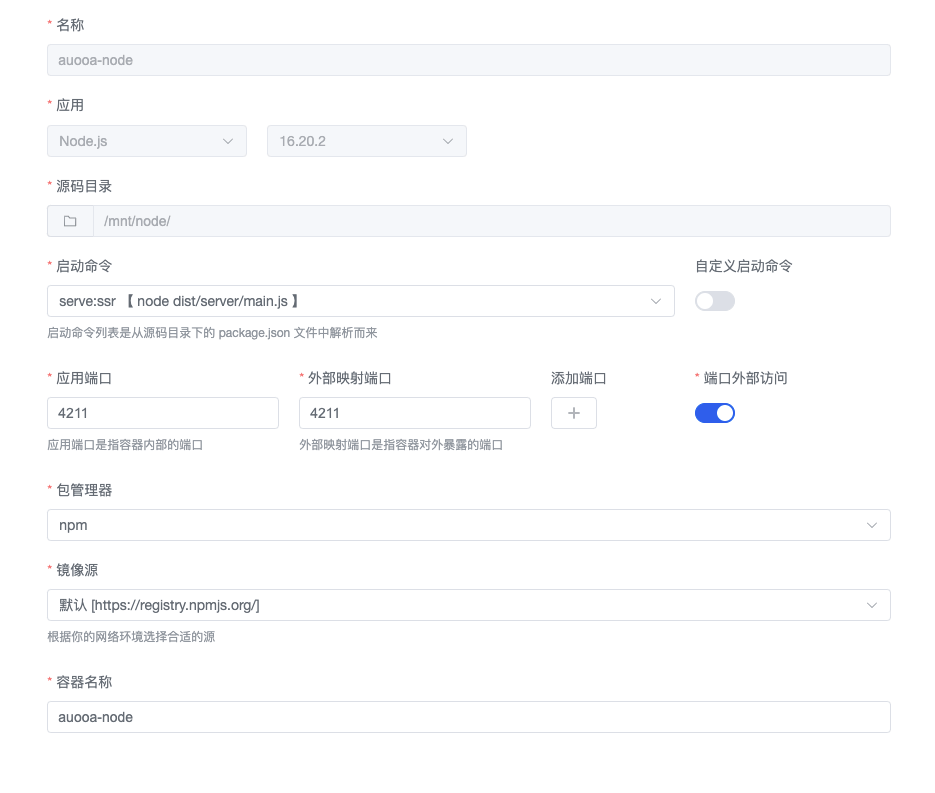 * 名称
auooa-node
* 应用
Node.js 16.20.2
* 源码目录
/mnt/node/
* 启动命令 自定义启动命令
serve:ssr 【 node dist/server/main.js 】
启动命令列表是从源码目录下的 package.json 文件中解析而来
* 应用端口 * 外部映射端口 添加端口 * 端口外部访问
4211 4211
应用端口是指容器内部的端口 外部映射端口是指容器对外暴露的端口
* 包管理器
npm
* 镜像源
默认 [https://registry.npmjs.org/]
根据你的网络环境选择合适的源
* 容器名称
auooa-node